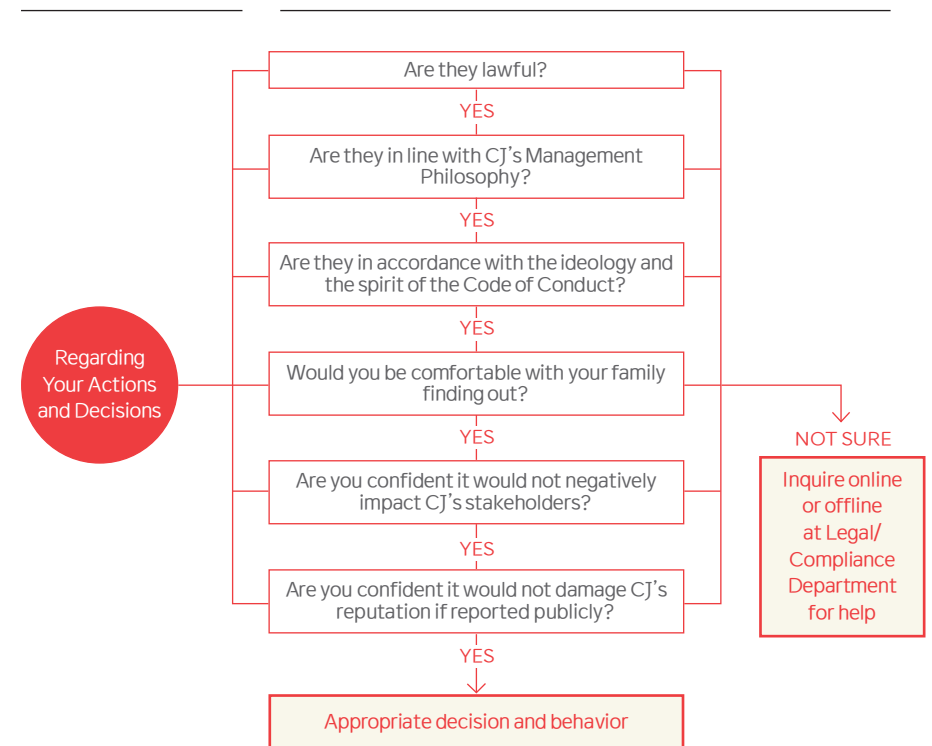 Are they lawful?
YES
Are they in line with CJ's Management
Philosophy?
YES
Are they in accordance with the ideology and
the spirit of the Code of Conduct?
YES
Regarding
Your Actions
and Decisions
Would you be comfortable with your family
finding out?
YES
Are you confident it would not negatively
impact CJ's stakeholders?
YES
Are you confident it would not damage CJ's
reputation if reported publicly?
YES
Appropriate decision and behavior
NOT SURE
Inquire online
or offline
at Legal/
Compliance
Department
for help